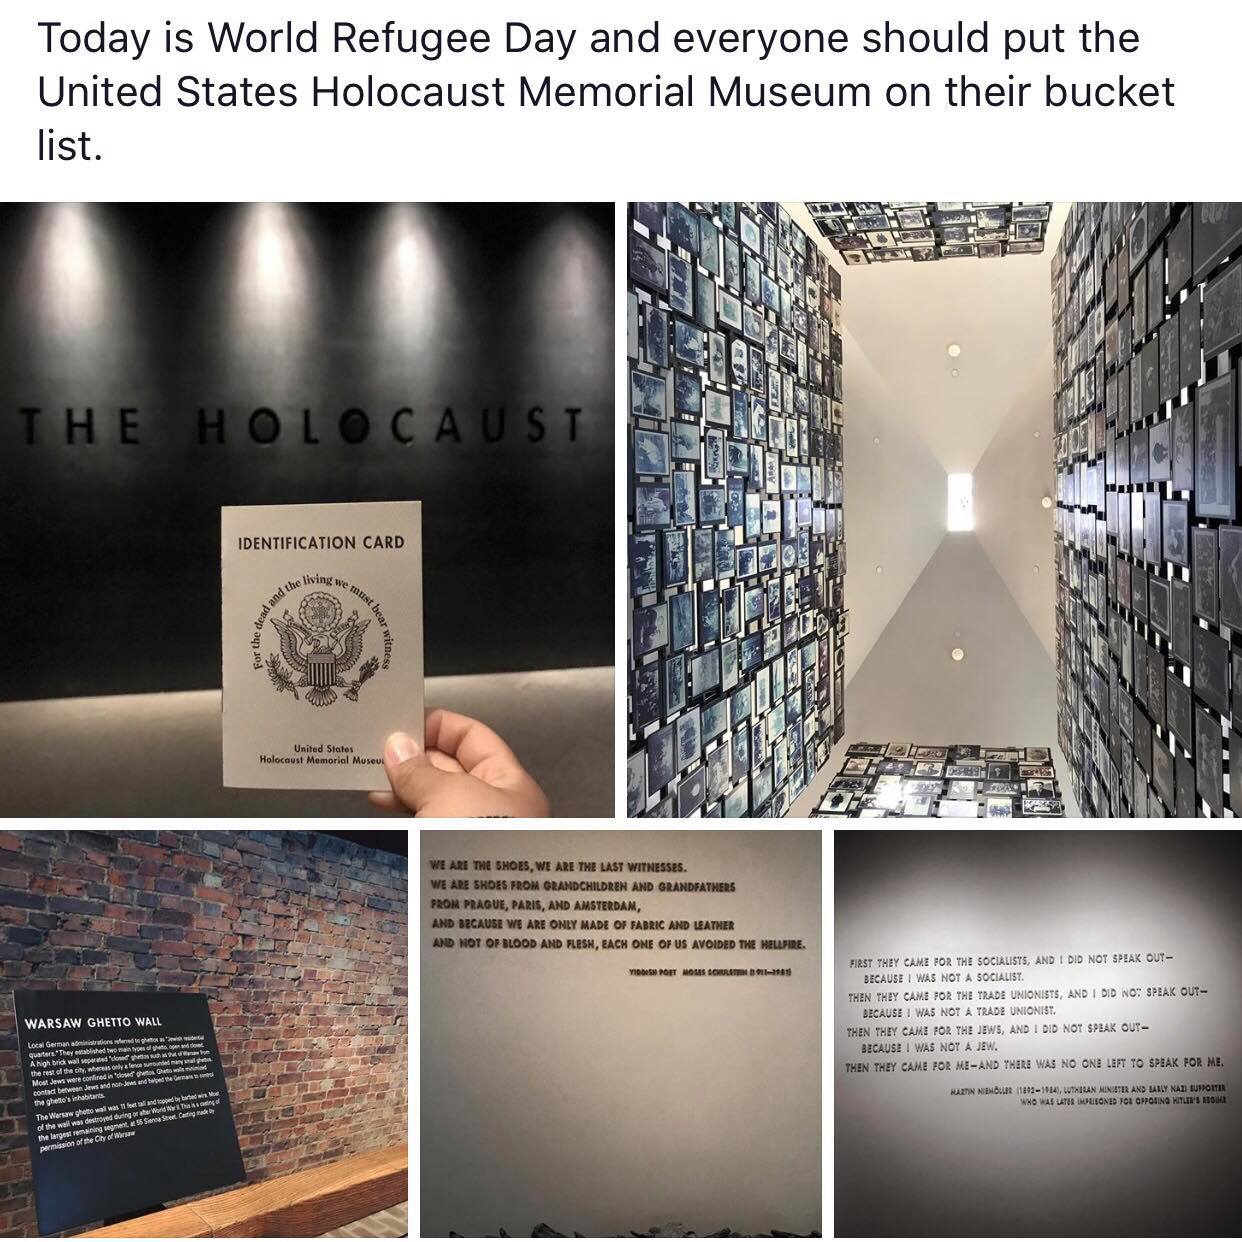 Today is World Refugee Day and everyone should put the
United States Holocaust Memorial Museum on their bucket
list.
THE HOLOCAUST
IDENTIFICATION CARD
For the dead and the living we must bear witness
United States
Holocaust Memorial Museu
WARSAW GHETTO WALL
Local German administrations referred to ghettos as "Jewish residential
quarters." They established two main types of ghetto, open and closed.
A high brick wall separated "closed" ghettos such as that of Warsaw from
the rest of the city, whereas only a fence surrounded many small ghettos.
Most Jews were confined in "closed" ghettos. Ghetto walls minimized
contact between Jews and non-Jews and helped the Germans to control
the ghetto's inhabitants.
The Warsaw ghetto wall was 11 feet tall and topped by barbed wire. Most
of the wall was destroyed during or after World War II. This is a casting of
the largest remaining segment, at 55 Sienna Street. Casting made by
permission of the City of Warsaw
WE ARE THE SHOES, WE ARE THE LAST WITNESSES.
WE ARE SHOES FROM GRANDCHILDREN AND GRANDFATHERS
FROM PRAGUE, PARIS, AND AMSTERDAM,
AND BECAUSE WE ARE ONLY MADE OF FABRIC AND LEATHER
AND NOT OF BLOOD AND FLESH, EACH ONE OF US AVOIDED THE HELLFIRE.
YIDDISH POET MOSES SCHULSTEIN (1911–1981)
FIRST THEY CAME FOR THE SOCIALISTS, AND I DID NOT SPEAK OUT—
BECAUSE I WAS NOT A SOCIALIST.
THEN THEY CAME FOR THE TRADE UNIONISTS, AND I DID NOT SPEAK OUT—
BECAUSE I WAS NOT A TRADE UNIONIST.
THEN THEY CAME FOR THE JEWS, AND I DID NOT SPEAK OUT—
BECAUSE I WAS NOT A JEW.
THEN THEY CAME FOR ME—AND THERE WAS NO ONE LEFT TO SPEAK FOR ME.
MARTIN NIEMÖLLER (1892–1984), LUTHERAN MINISTER AND EARLY NAZI SUPPORTER
WHO WAS LATER IMPRISONED FOR OPPOSING HITLER'S REGIME